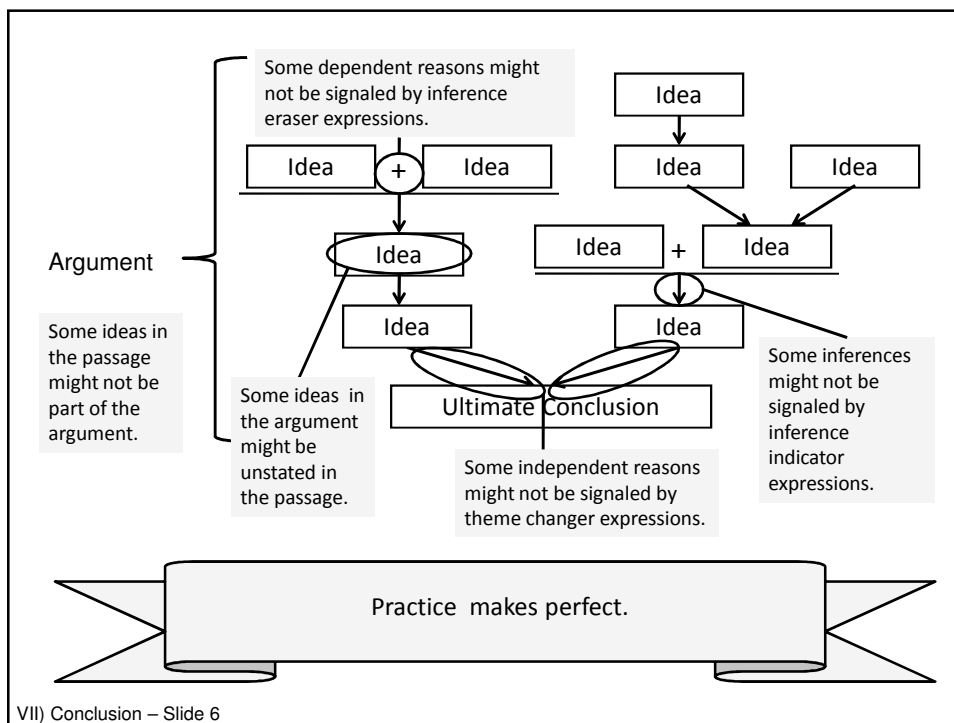 Some dependent reasons might
not be signaled by inference
eraser expressions.
Idea
Idea
+
Idea
Idea
Idea
Idea
Idea
+
Idea
Argument
Idea
Idea
Some ideas in
the passage
might not be
part of the
argument.
Some ideas in
the argument
might be
unstated in
the passage.
Ultimate Conclusion
Some independent reasons
might not be signaled by
theme changer expressions.
Some inferences
might not be
signaled by
inference
indicator
expressions.
Practice makes perfect.
VII) Conclusion – Slide 6